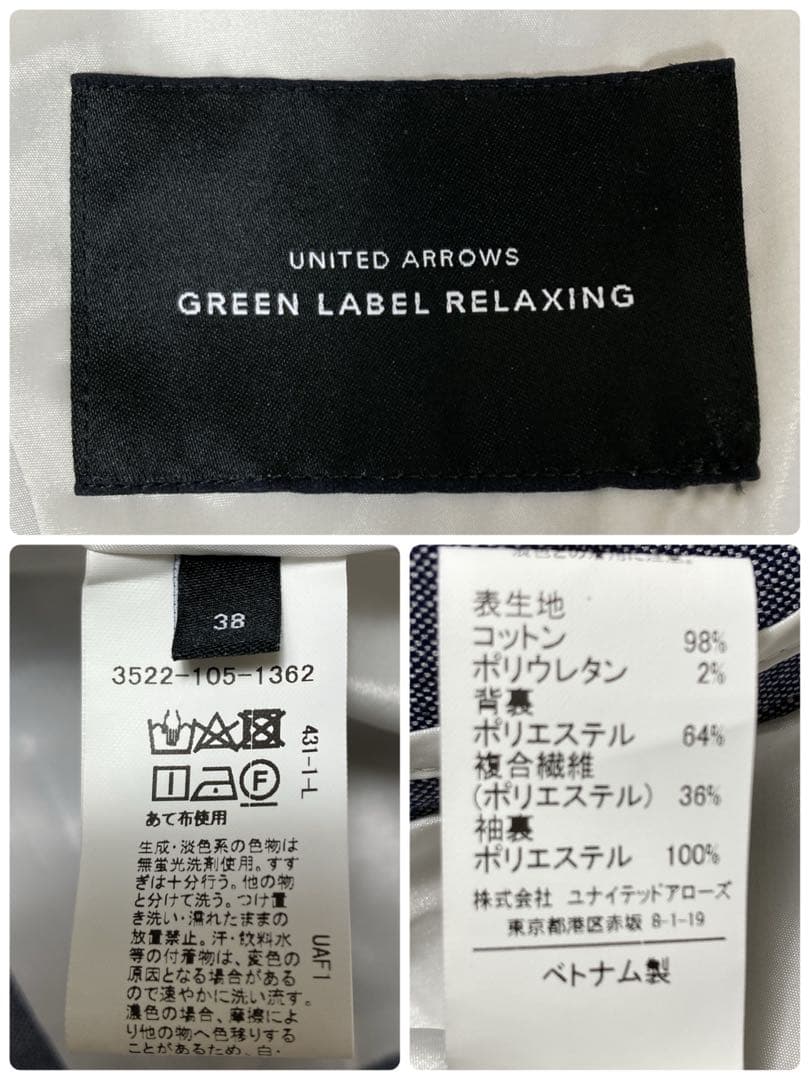 UNITED ARROWS
GREEN LABEL RELAXING
38
3522-105-1362
431-1-L
F
あて布使用
生成・淡色系の色物は
無蛍光洗剤使用。すす
ぎは十分行う。他の物
と分けて洗う。つけ置
き洗い・濡れたままの
放置禁止。汗・飲料水
等の付着物は、変色の
原因となる場合がある
ので速やかに洗い流す。
濃色の場合、摩擦によ
り他の物へ色移りする
ことがあるため、白・
UAF1
表生地
コットン 98%
ポリウレタン 2%
背裏
ポリエステル 64%
複合繊維
(ポリエステル) 36%
袖裏
ポリエステル 100%
株式会社 ユナイテッドアローズ
東京都港区赤坂 8-1-19
ベトナム製